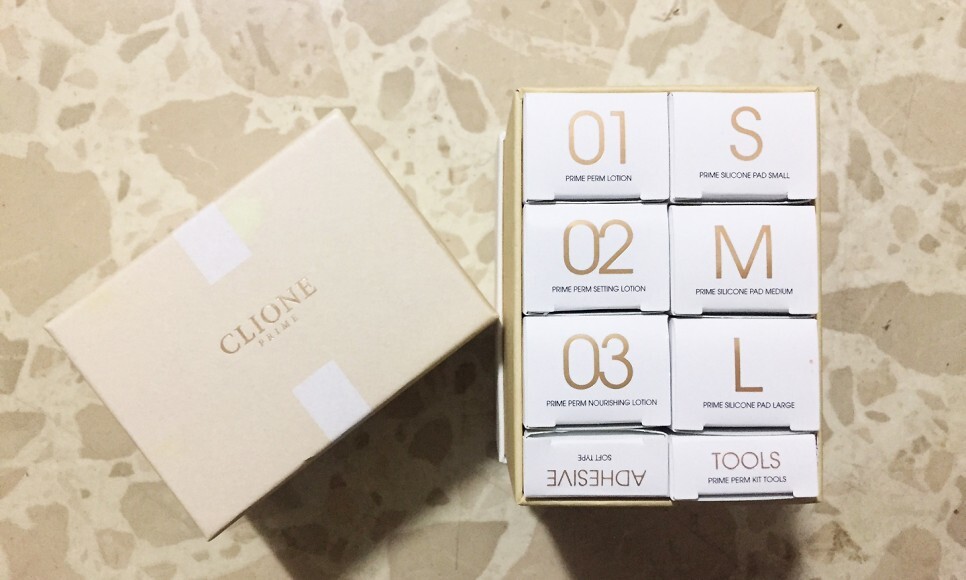 CLIONE
PRIME
01
PRIME PERM LOTION
S
PRIME SILICONE PAD SMALL
02
PRIME PERM SETTING LOTION
M
PRIME SILICONE PAD MEDIUM
03
PRIME PERM NOURISHING LOTION
L
PRIME SILICONE PAD LARGE
ADHESIVE
SOFT TYPE
TOOLS
PRIME PERM KIT TOOLS